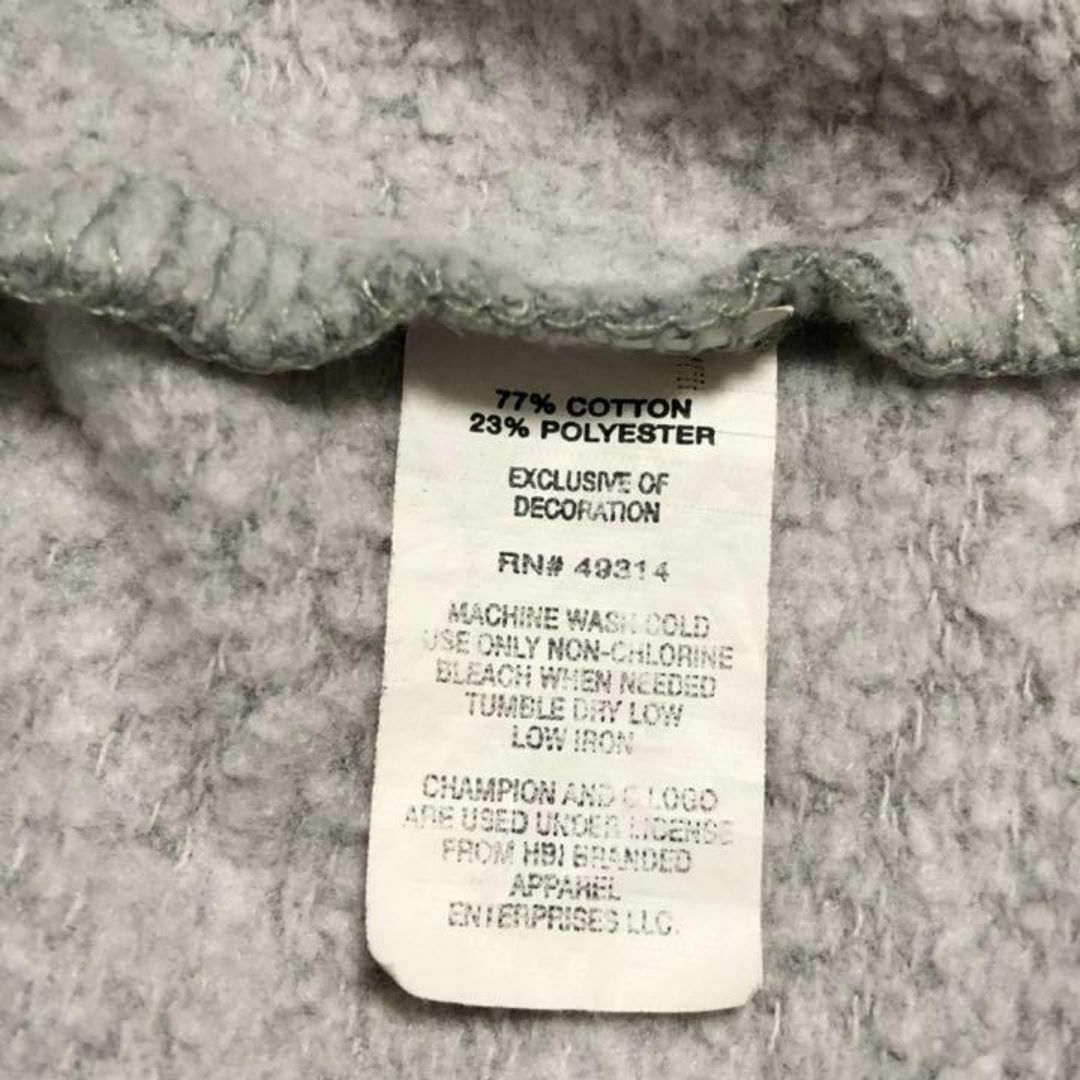 77% COTTON
23% POLYESTER
EXCLUSIVE OF
DECORATION
RN# 49314
MACHINE WASH COLD
USE ONLY NON-CHLORINE
BLEACH WHEN NEEDED
TUMBLE DRY LOW
LOW IRON
CHAMPION AND C LOGO
ARE USED UNDER LICENSE
FROM HBI BRANDED
APPAREL
ENTERPRISES LLC.